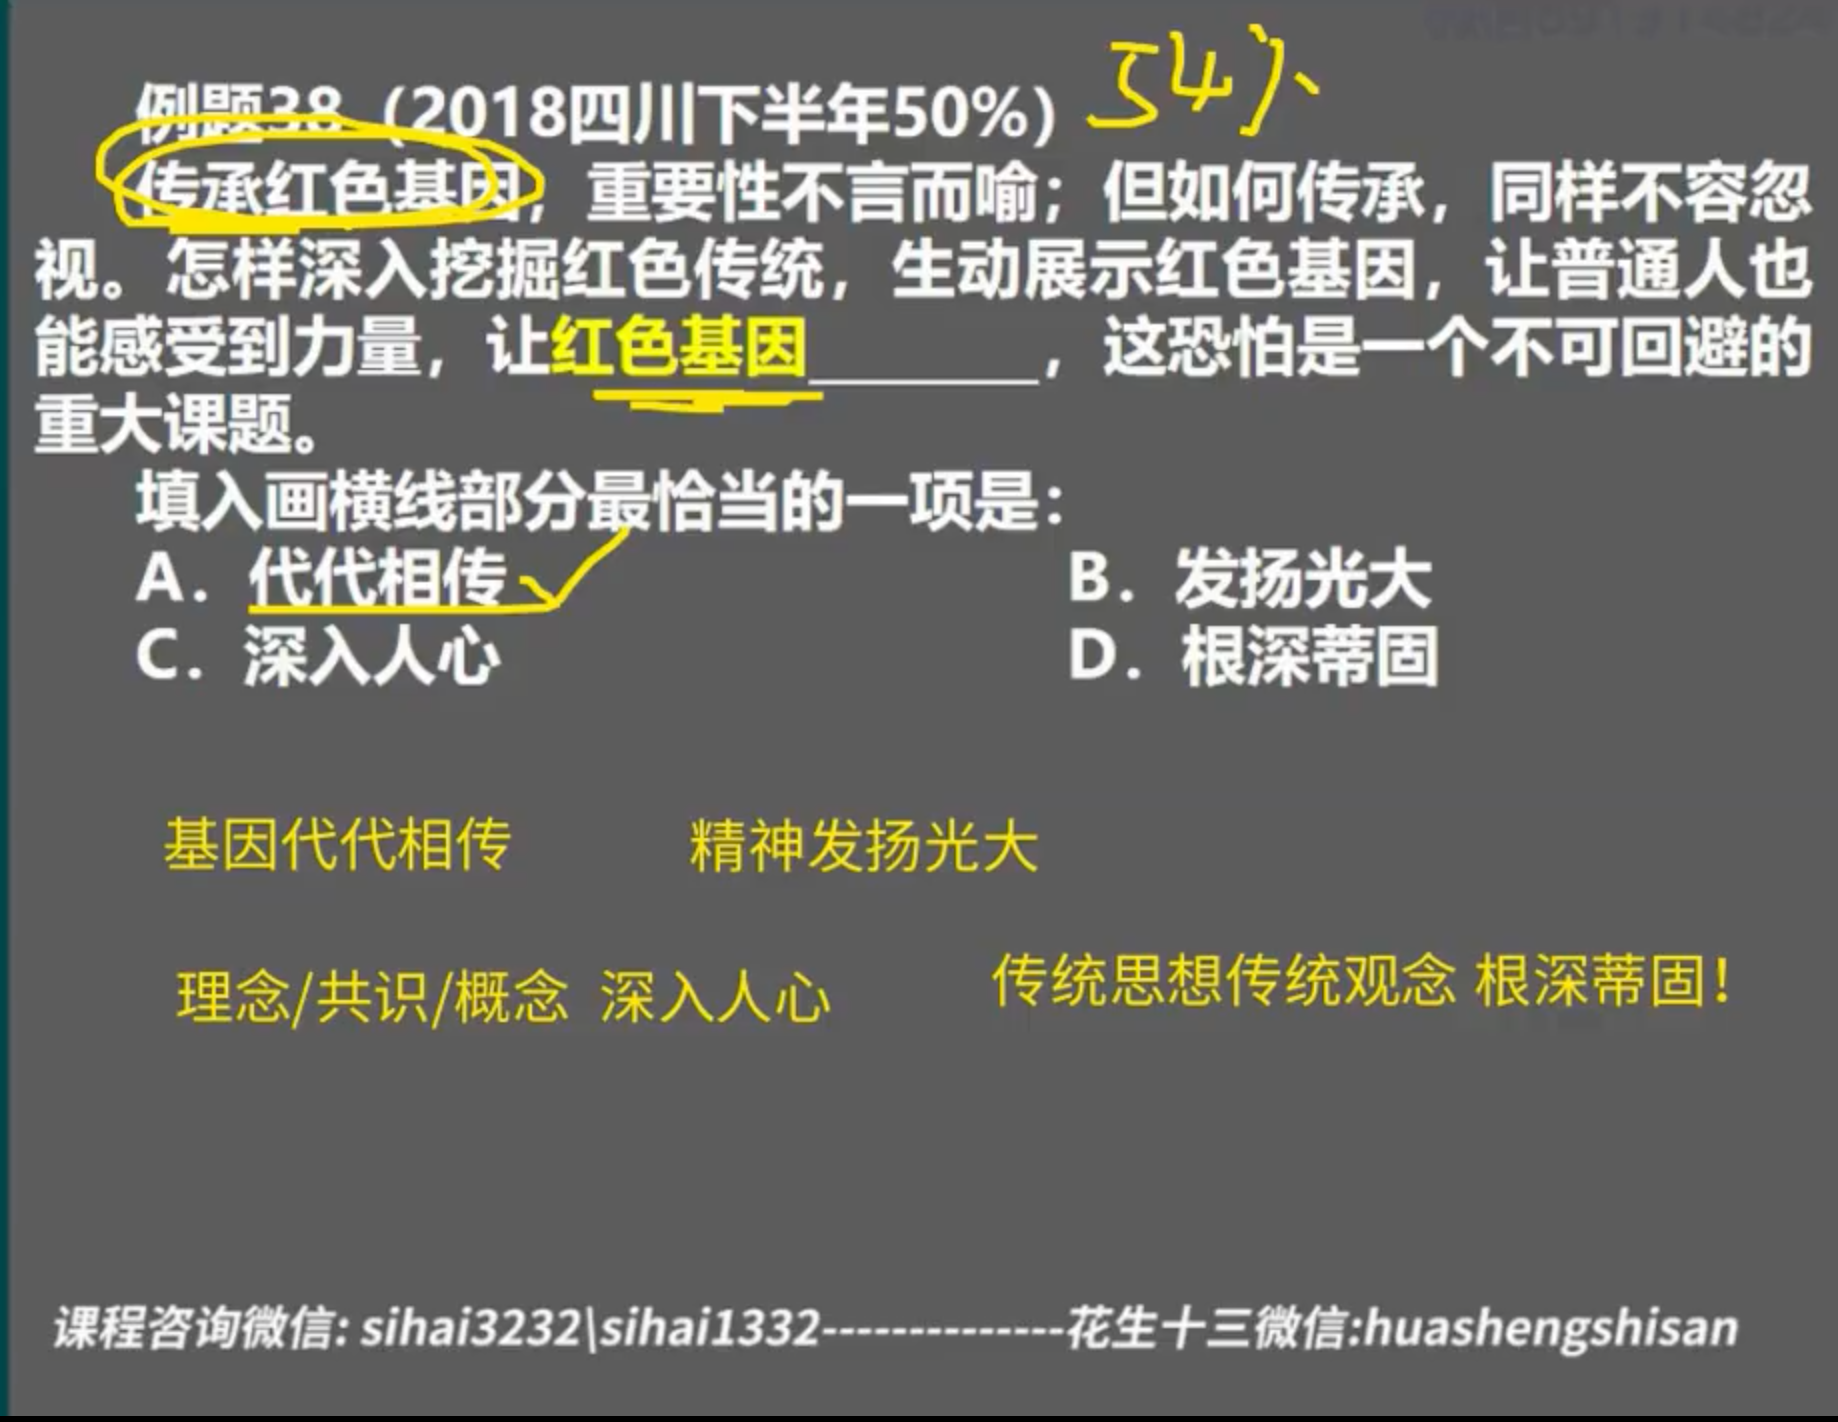 例题38（2018四川下半年50%）54%
传承红色基因，重要性不言而喻；但如何传承，同样不容忽
视。怎样深入挖掘红色传统，生动展示红色基因，让普通人也
能感受到力量，让红色基因________，这恐怕是一个不可回避的
重大课题。
填入画横线部分最恰当的一项是：
A．代代相传 B．发扬光大
C．深入人心 D．根深蒂固
基因代代相传 精神发扬光大
理念/共识/概念 深入人心 传统思想传统观念 根深蒂固！
课程咨询微信: sihai3232\sihai1332--------------花生十三微信:huashengshisan